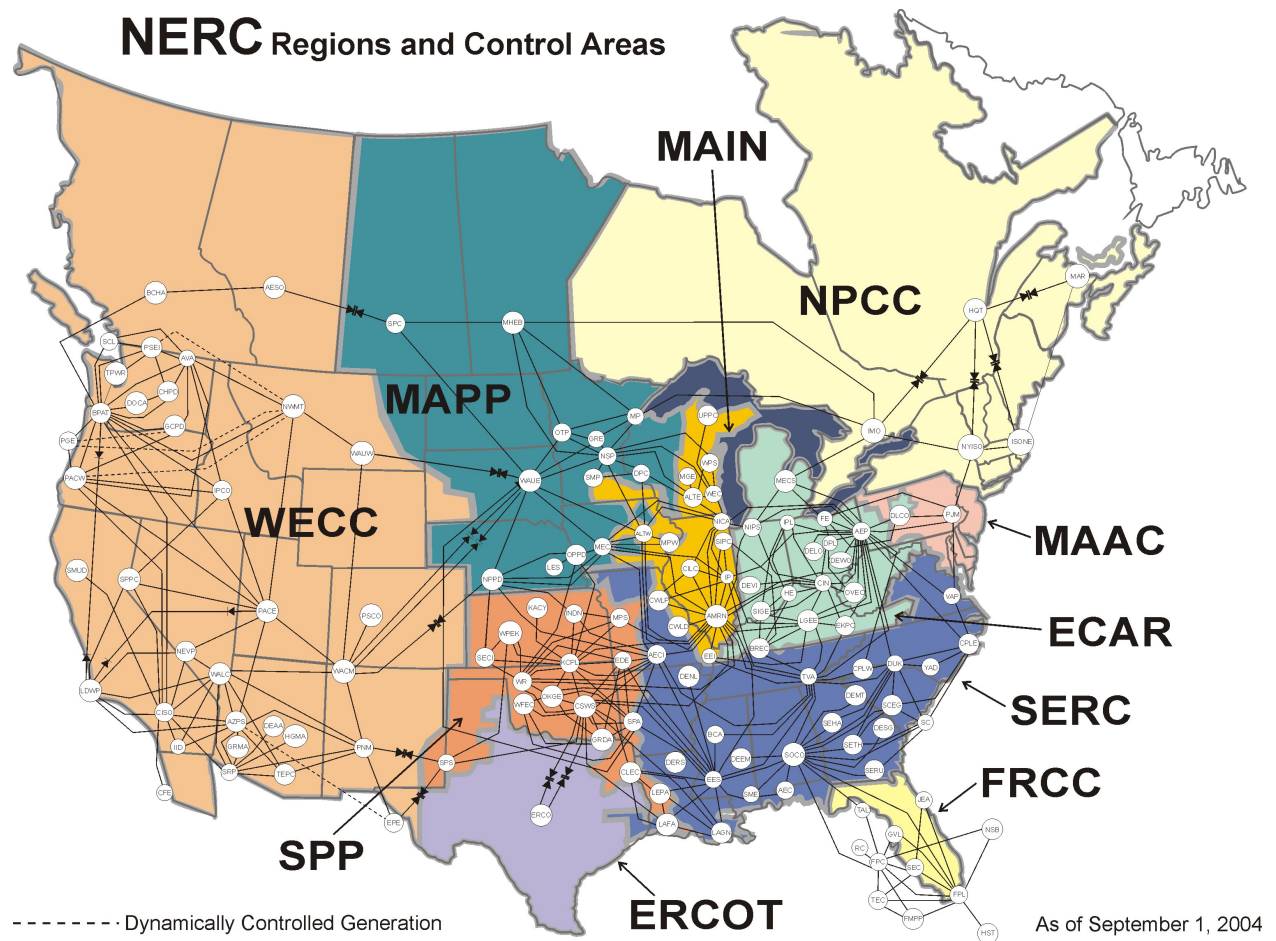 NERC Regions and Control Areas
MAIN
NPCC
MAPP
WECC
MAAC
ECAR
SERC
FRCC
SPP
ERCOT
BCHA
AESO
SPC
MHEB
HQT
MAR
SCL
PSEI
AVA
TPWR
CHPD
DOCA
BPAT
GCPD
NWMT
PGE
PACW
IPCO
WAUW
OTP
GRE
MP
NSP
WAUE
SMP
DPC
UPPC
WPS
MGE
ALTE
WEC
MECS
IMO
NYISO
ISONE
NICA
NIPS
IPL
FE
AEP
DLCO
PJM
ALTW
MPW
SIPC
MEC
DPPD
LES
NPPD
CILC
IP
DELO
DPL
DEWO
DEVI
HE
CIN
OVEC
SMUD
SPPC
PACE
PSCO
KACY
INDN
MPS
CWLP
CWLD
AMRN
SIGE
LGEE
EKPC
VAP
WPEK
SECI
KCPL
EDE
AECI
EEI
BREC
CPLE
NEVP
WALC
WACM
WR
WFEC
OKGE
CSWS
SPA
DENL
TVA
CPLW
DUK
YAD
LDWP
CISO
AZPS
DEAA
HGMA
GRMA
IID
SRP
TEPC
PNM
SPS
GRDA
DEMT
SCEG
DESG
SC
SEHA
SETH
BCA
DERS
DEEM
SOCO
SERU
CFE
EPE
ERCO
CLEC
LEPA
LAFA
LAGN
EES
SME
AEC
TAL
JEA
GVL
NSB
RC
FPC
SEC
FPL
TEC
FMPP
HST
Dynamically Controlled Generation
As of September 1, 2004